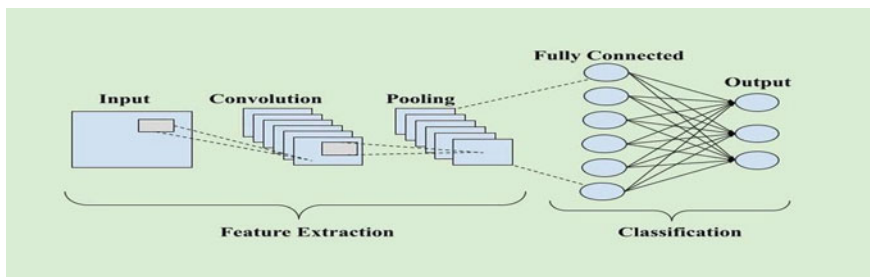 Fully Connected
Output
Input
Convolution
Pooling
Feature Extraction
Classification